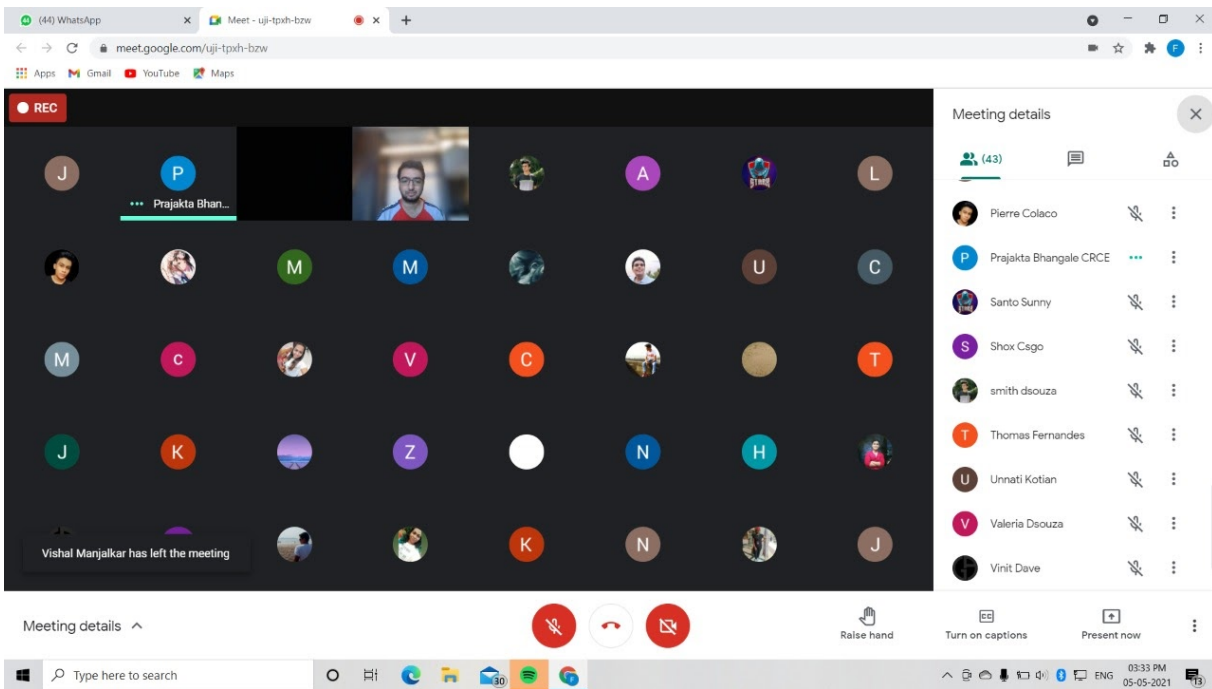 (44) WhatsApp
Meet - uji-tpxh-bzw
meet.google.com/uji-tpxh-bzw
F
Apps
Gmail
YouTube
Maps
REC
J
P
A
STARK
L
Prajakta Bhan...
M
M
U
C
M
c
V
C
T
J
K
Z
N
H
K
N
J
Vishal Manjalkar has left the meeting
Meeting details
(43)
Pierre Colaco
P Prajakta Bhangale CRCE
Santo Sunny
S Shox Csgo
smith dsouza
T Thomas Fernandes
U Unnati Kotian
V Valeria Dsouza
Vinit Dave
Meeting details
Raise hand
CC
Turn on captions
Present now
Type here to search
30
ENG
03:33 PM
05-05-2021
13